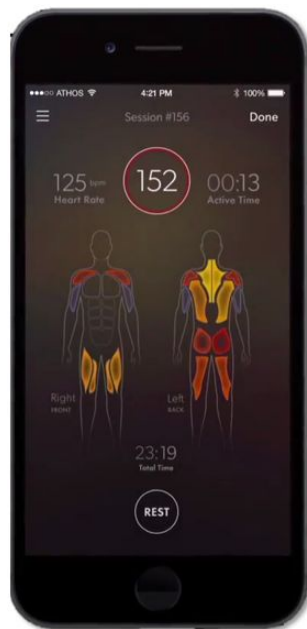 ●●●○○ ATHOS 4:21 PM 100%
Session #156 Done
125 bpm 152 00:13
Heart Rate Active Time
Right Left
FRONT BACK
23:19
Total Time
REST